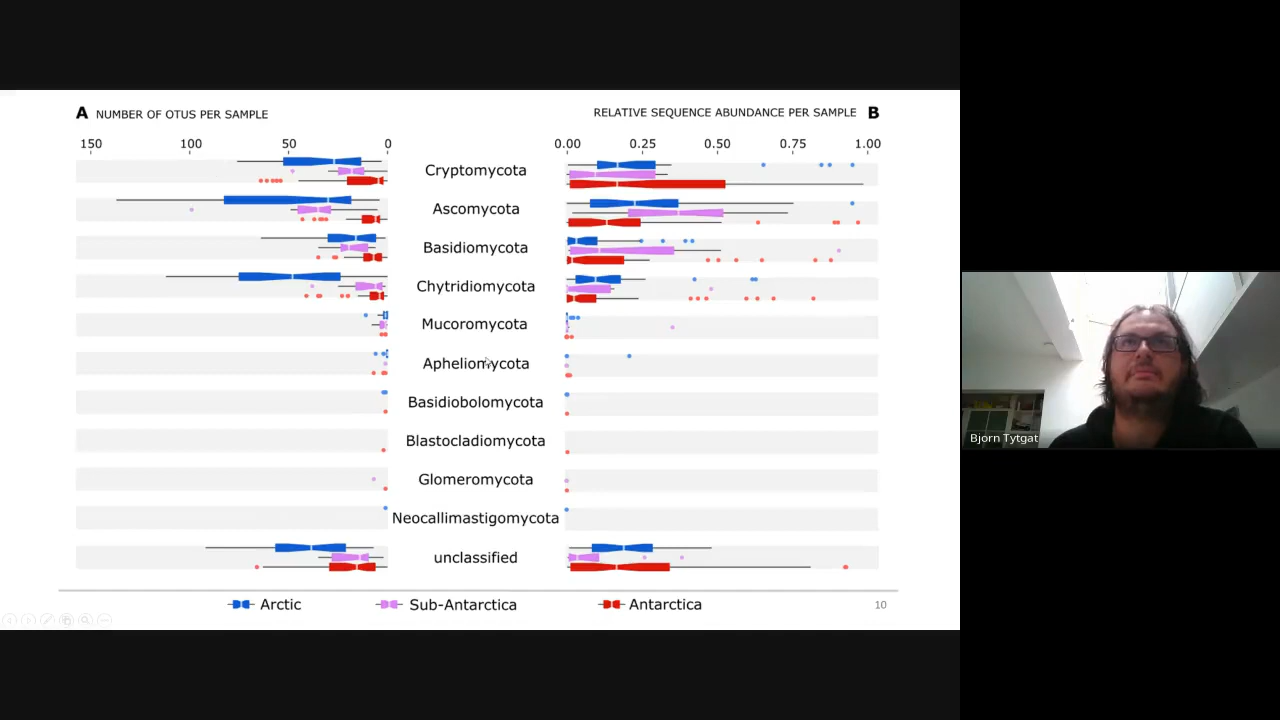 A NUMBER OF OTUS PER SAMPLE
RELATIVE SEQUENCE ABUNDANCE PER SAMPLE B
150 100 50 0
0.00 0.25 0.50 0.75 1.00
Cryptomycota
Ascomycota
Basidiomycota
Chytridiomycota
Mucoromycota
Apheliomycota
Basidiobolomycota
Blastocladiomycota
Glomeromycota
Neocallimastigomycota
unclassified
Arctic Sub-Antarctica Antarctica
10
Bjorn Tytgat